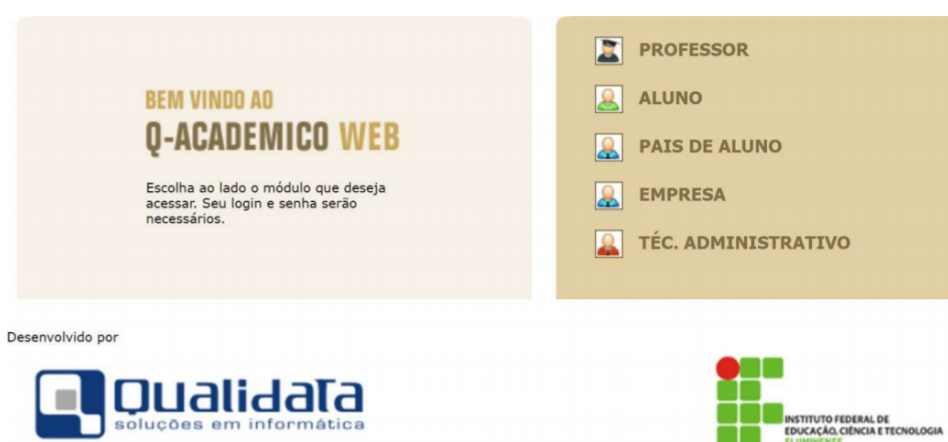 BEM VINDO AO
Q-ACADEMICO WEB
Escolha ao lado o módulo que deseja
acessar. Seu login e senha serão
necessários.
PROFESSOR
ALUNO
PAIS DE ALUNO
EMPRESA
TÉC. ADMINISTRATIVO
Desenvolvido por
Qualidata
soluções em informática
INSTITUTO FEDERAL DE
EDUCAÇÃO, CIÊNCIA E TECNOLOGIA
FLUMINENSE